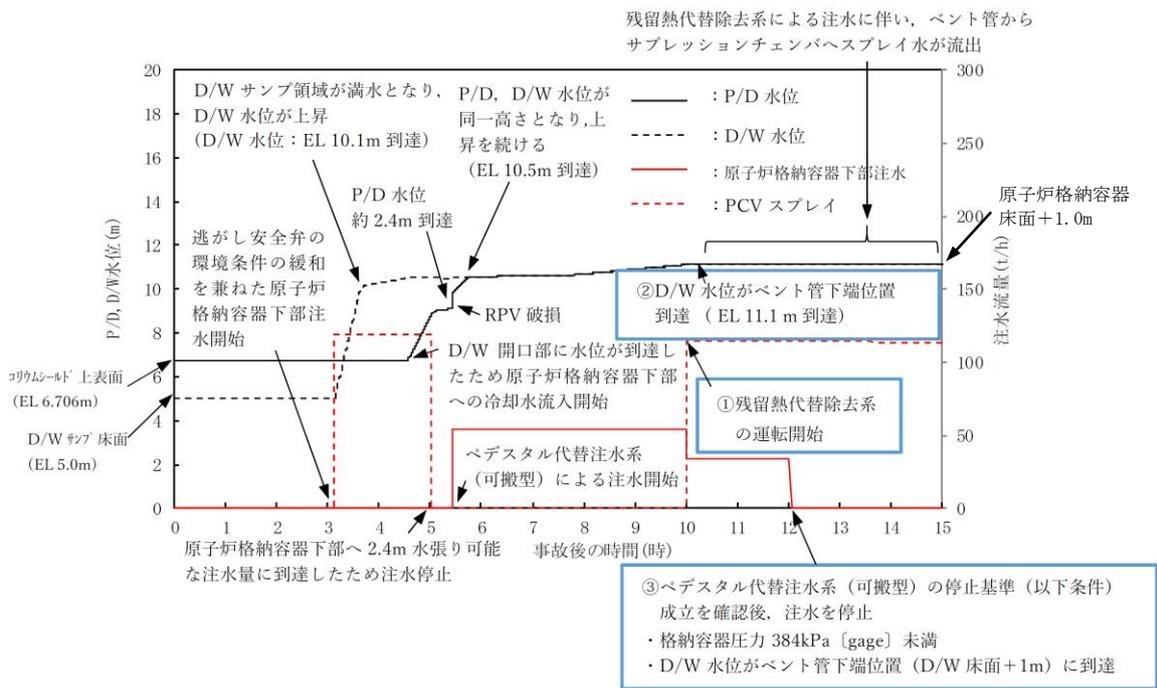 残留熱代替除去系による注水に伴い，ベント管から
サプレッションチェンバへスプレイ水が流出
20
18
16
14
12
10
8
6
4
2
0
P/D, D/W水位(m)
300
250
200
150
100
50
0
注水流量(t/h)
D/W サンプ領域が満水となり，
D/W 水位が上昇
（D/W 水位：EL 10.1m 到達）
P/D，D/W 水位が
同一高さとなり,上
昇を続ける
（EL 10.5m 到達）
：P/D 水位
：D/W 水位
：原子炉格納容器下部注水
：PCV スプレイ
原子炉格納容器
床面＋1.0m
P/D 水位
約 2.4m 到達
逃がし安全弁の
環境条件の緩和
を兼ねた原子炉
格納容器下部注
水開始
RPV 破損
②D/W 水位がベント管下端位置
到達（ EL 11.1 m 到達）
D/W 開口部に水位が到達し
たため原子炉格納容器下部
への冷却水流入開始
①残留熱代替除去系
の運転開始
ｺﾘｳﾑｼｰﾙﾄﾞ 上表面
(EL 6.706m)
D/W ｻﾝﾌﾟ 床面
(EL 5.0m)
ペデスタル代替注水系
（可搬型）による注水開始
0 1 2 3 4 5 6 7 8 9 10 11 12 13 14 15
事故後の時間(時)
原子炉格納容器下部へ 2.4m 水張り可能
な注水量に到達したため注水停止
③ペデスタル代替注水系（可搬型）の停止基準（以下条件）
成立を確認後，注水を停止
・格納容器圧力 384kPa〔gage〕未満
・D/W 水位がベント管下端位置（D/W 床面＋1m）に到達